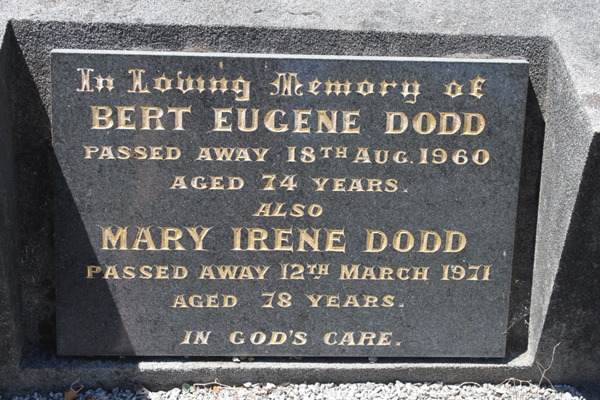 In Loving Memory of
BERT EUGENE DODD
PASSED AWAY 18TH AUG. 1960
AGED 74 YEARS.
ALSO
MARY IRENE DODD
PASSED AWAY 12TH MARCH 1971
AGED 78 YEARS.
IN GOD'S CARE.